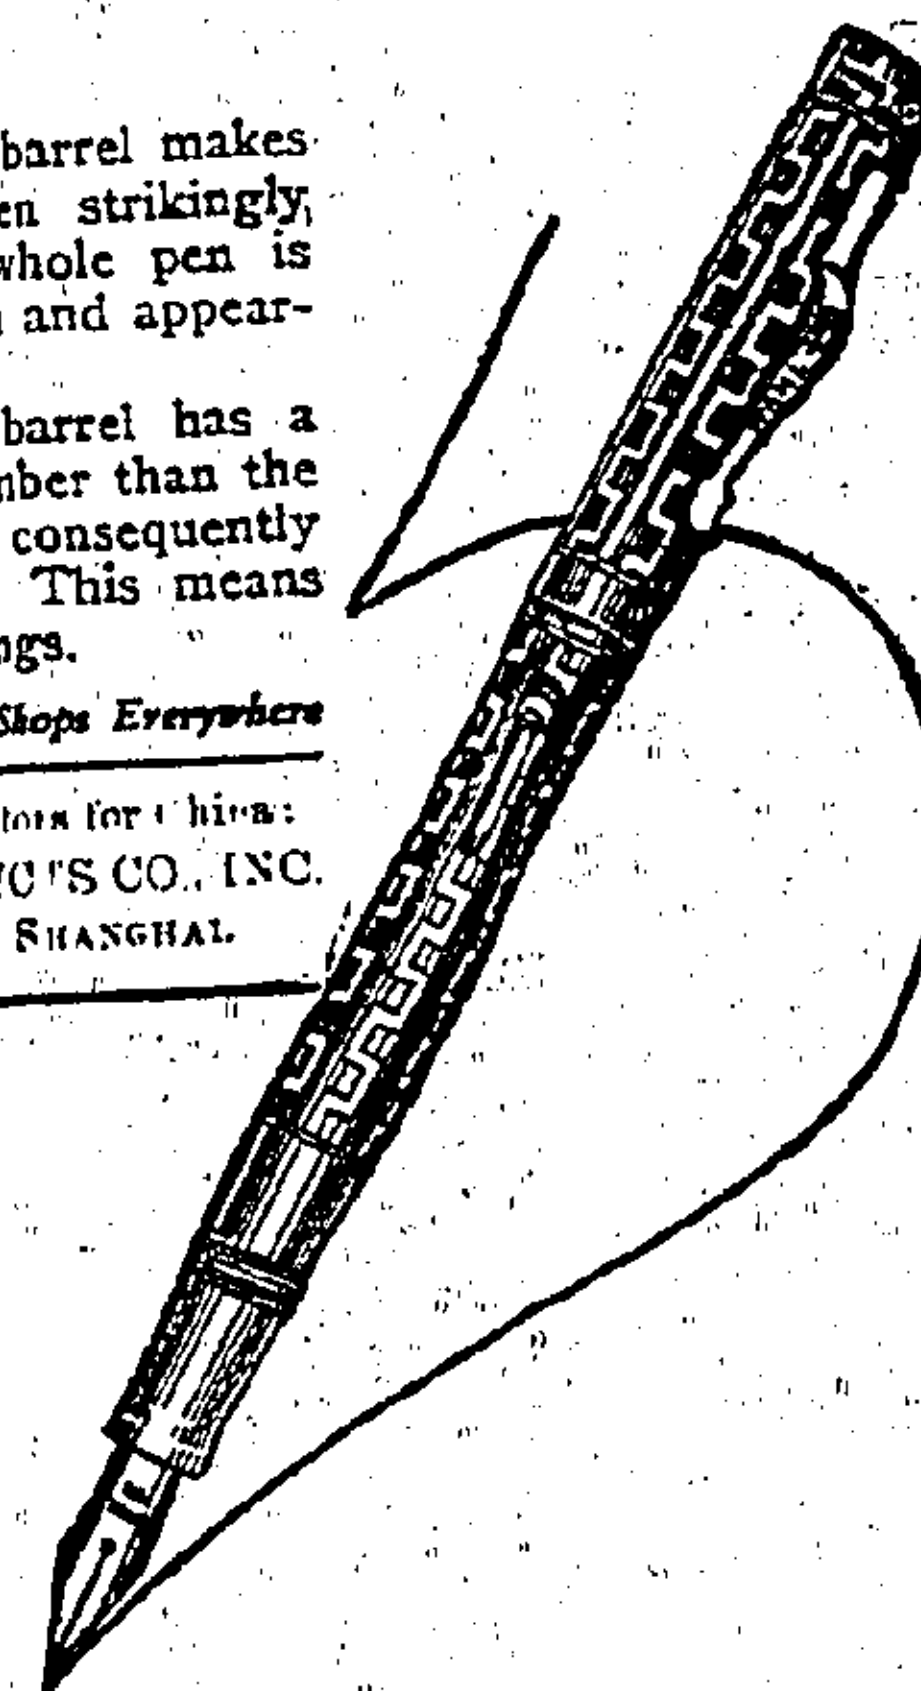 barrel makes
en strikingly,
whole pen is
and appear-
barrel has a
mber than the
consequently
This means
ngs.
Shops Everywhere
tors for China:
CO., INC.
SHANGHAI.